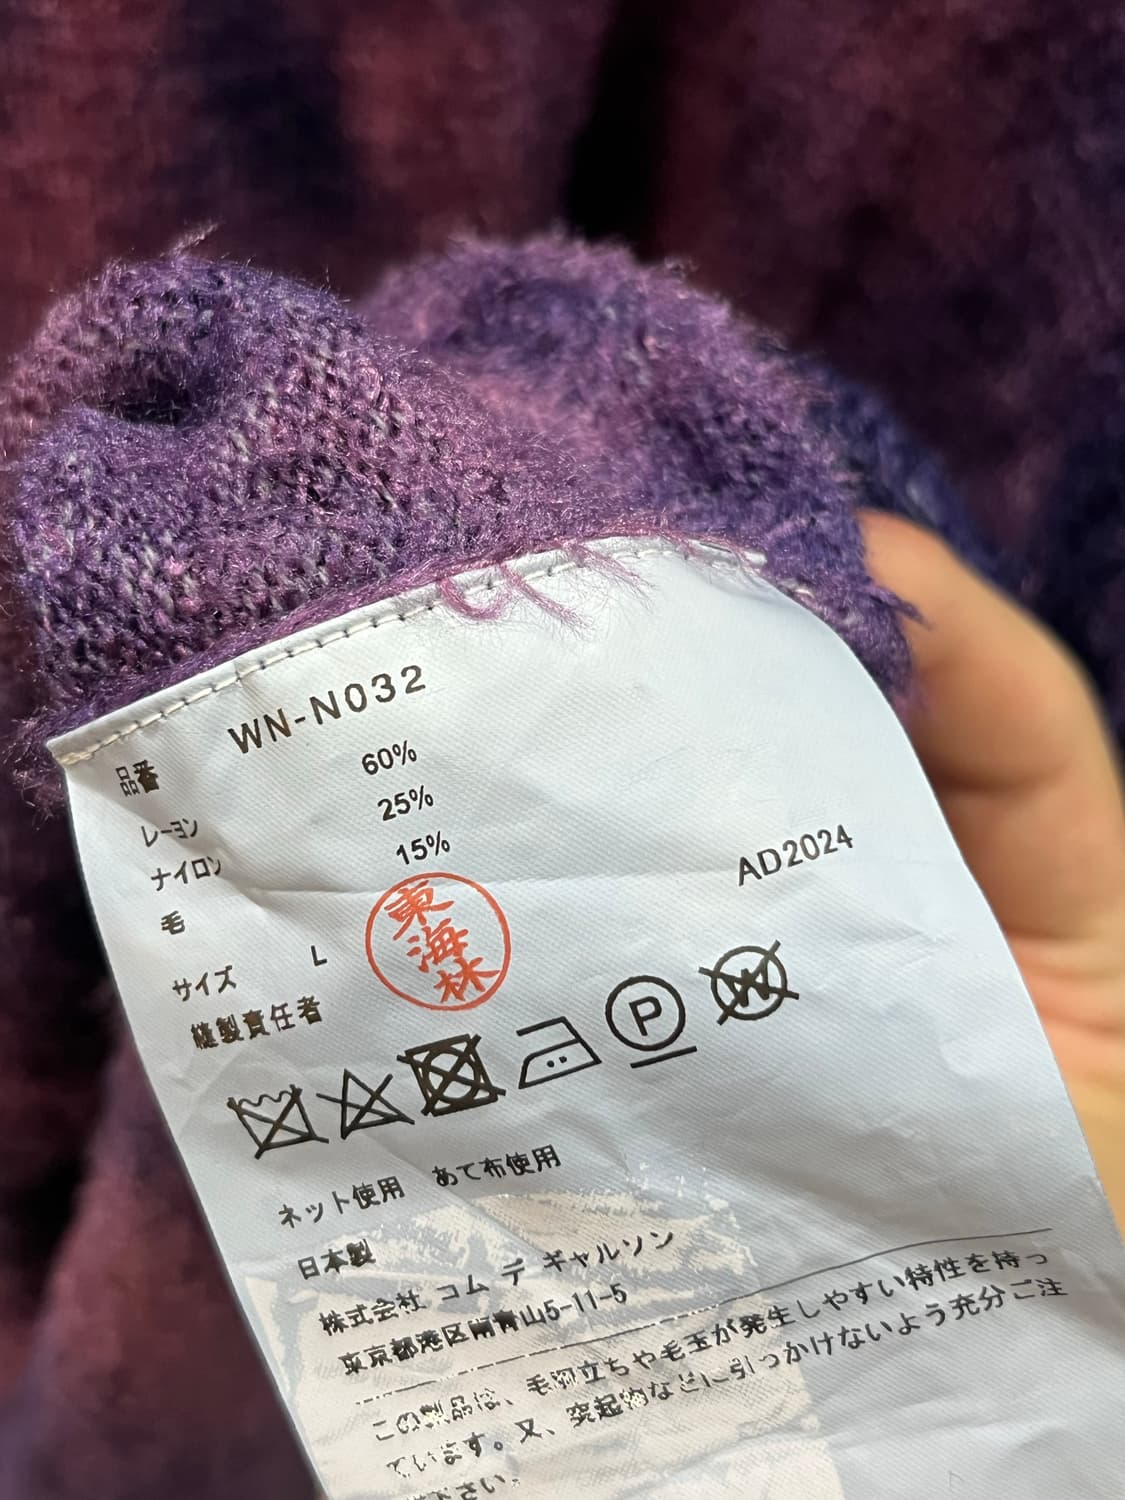 品番 WN-N032
レーヨン 60%
ナイロン 25%
毛 15%
AD2024
サイズ L
縫製責任者 東海林
P
W
ネット使用 あて布使用
日本製
株式会社 コム デ ギャルソン
東京都港区南青山5-11-5
この製品は、毛羽立ちや毛玉が発生しやすい特性を持っ
ています。又、突起物などに引っかけないよう充分ご注
下さい。